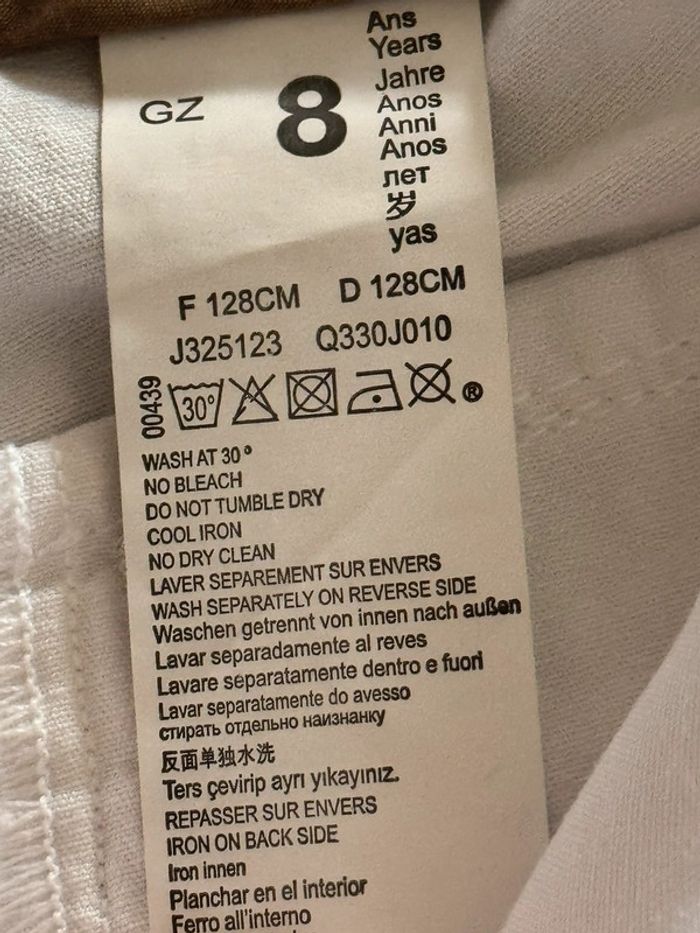 Ans
Years
Jahre
GZ 8 Anos
Anni
Anos
лет
岁
yas
F 128CM D 128CM
J325123 Q330J010
00439
30°
®
WASH AT 30°
NO BLEACH
DO NOT TUMBLE DRY
COOL IRON
NO DRY CLEAN
LAVER SEPAREMENT SUR ENVERS
WASH SEPARATELY ON REVERSE SIDE
Waschen getrennt von innen nach außen
Lavar separadamente al reves
Lavare separatamente dentro e fuori
Lavar separatamente do avesso
стирать отдельно наизнанку
反面单独水洗
Ters çevirip ayrı yıkayınız.
REPASSER SUR ENVERS
IRON ON BACK SIDE
Iron innen
Planchar en el interior
Ferro all'interno